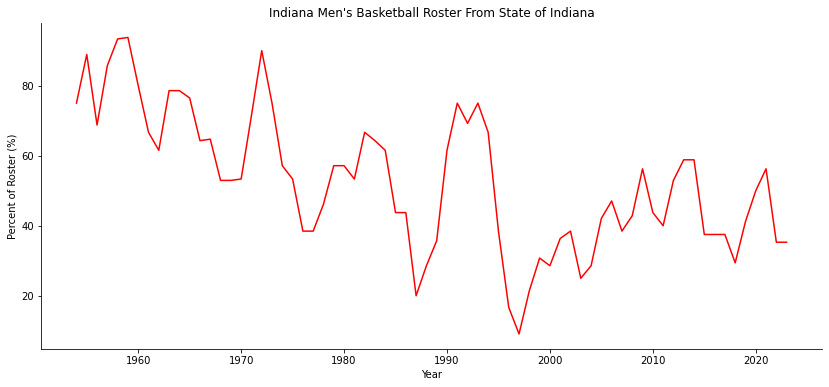 Indiana Men's Basketball Roster From State of Indiana
Percent of Roster (%)
80
60
40
20
1960 1970 1980 1990 2000 2010 2020
Year